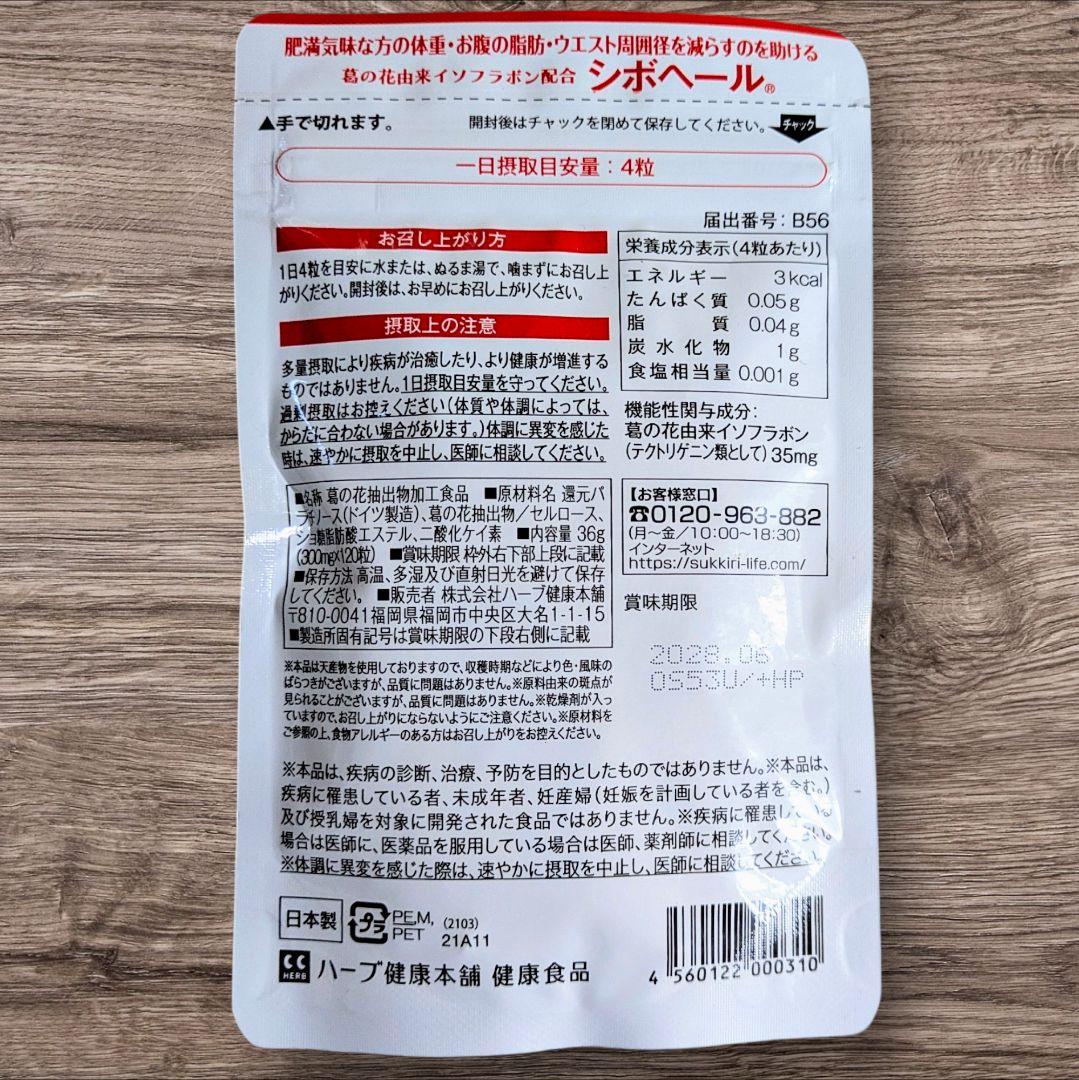 肥満気味な方の体重・お腹の脂肪・ウエスト周囲径を減らすのを助ける
葛の花由来イソフラボン配合 シボヘール®
▲手で切れます。
開封後はチャックを閉めて保存してください。 チャック
一日摂取目安量：4粒
届出番号：B56
お召し上がり方
1日4粒を目安に水または、ぬるま湯で、噛まずにお召し上
がりください。開封後は、お早めにお召し上がりください。
摂取上の注意
多量摂取により疾病が治癒したり、より健康が増進する
ものではありません。1日摂取目安量を守ってください。
過剰摂取はお控えください(体質や体調によっては、
からだに合わない場合があります。)体調に異変を感じた
時は、速やかに摂取を中止し、医師に相談してください。
栄養成分表示(4粒あたり)
エネルギー 3kcal
たんぱく質 0.05g
脂質 0.04g
炭水化物 1g
食塩相当量 0.001g
機能性関与成分:
葛の花由来イソフラボン
(テクトリゲニン類として) 35mg
■名称 葛の花抽出物加工食品 ■原材料名 還元パ
ラチノース(ドイツ製造)、葛の花抽出物／セルロース、
ショ糖脂肪酸エステル、二酸化ケイ素 ■内容量 36g
(300mg×120粒) ■賞味期限 枠外右下部上段に記載
■保存方法 高温、多湿及び直射日光を避けて保存
してください。 ■販売者 株式会社ハーブ健康本舗
〒810-0041福岡県福岡市中央区大名1-1-15
■製造所固有記号は賞味期限の下段右側に記載
【お客様窓口】
☎0120-963-882
(月〜金／10:00〜18:30)
インターネット
https://sukkiri-life.com/
賞味期限
2028.06
0553U/+HP
※本品は天産物を使用しておりますので、収穫時期などにより色・風味の
ばらつきがございますが、品質に問題はありません。※原料由来の斑点が
見られることがございますが、品質に問題はありません。※乾燥剤が入っ
ていますので、お召し上がりにならないようにご注意ください。※原材料を
ご参照の上、食物アレルギーのある方はお召し上がりをお控えください。
※本品は、疾病の診断、治療、予防を目的としたものではありません。※本品は、
疾病に罹患している者、未成年者、妊産婦(妊娠を計画している者を含む。)
及び授乳婦を対象に開発された食品ではありません。※疾病に罹患している
場合は医師に、医薬品を服用している場合は医師、薬剤師に相談してください。
※体調に異変を感じた際は、速やかに摂取を中止し、医師に相談してください。
日本製 プラ PE,M, PET (2103) 21A11
HERB ハーブ健康本舗 健康食品
4 560122 000310